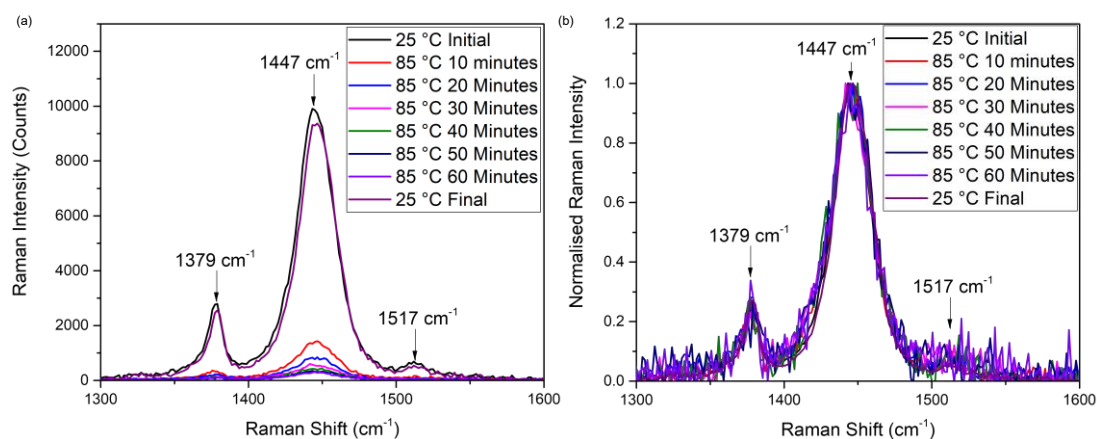 (a)
12000
10000
8000
6000
4000
2000
0
1300
1400
1500
1600
Raman Intensity (Counts)
Raman Shift (cm-1)
1447 cm-1
1379 cm-1
1517 cm-1
25 °C Initial
85 °C 10 minutes
85 °C 20 Minutes
85 °C 30 Minutes
85 °C 40 Minutes
85 °C 50 Minutes
85 °C 60 Minutes
25 °C Final
(b)
1.2
1.0
0.8
0.6
0.4
0.2
0.0
1300
1400
1500
1600
Normalised Raman Intensity
Raman Shift (cm-1)
1447 cm-1
1379 cm-1
1517 cm-1
25 °C Initial
85 °C 10 minutes
85 °C 20 Minutes
85 °C 30 Minutes
85 °C 40 Minutes
85 °C 50 Minutes
85 °C 60 Minutes
25 °C Final